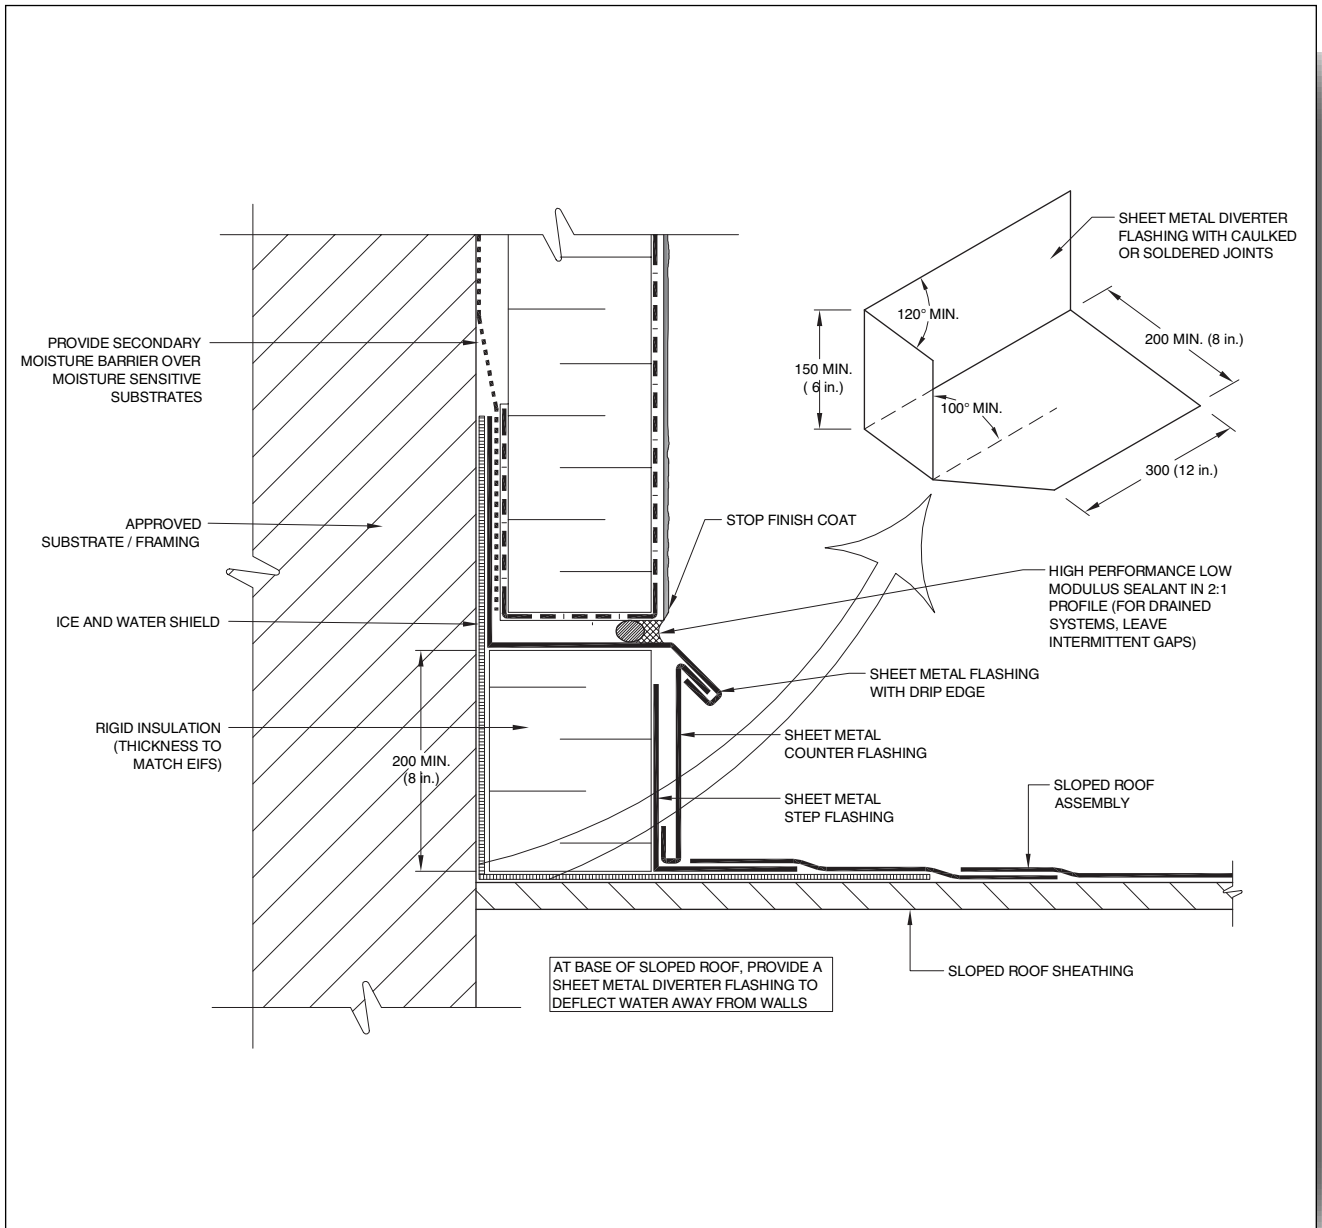 SHEET METAL DIVERTER
FLASHING WITH CAULKED
OR SOLDERED JOINTS
120° MIN.
200 MIN. (8 in.)
150 MIN.
( 6 in.)
100° MIN.
300 (12 in.)
PROVIDE SECONDARY
MOISTURE BARRIER OVER
MOISTURE SENSITIVE
SUBSTRATES
APPROVED
SUBSTRATE / FRAMING
STOP FINISH COAT
HIGH PERFORMANCE LOW
MODULUS SEALANT IN 2:1
PROFILE (FOR DRAINED
SYSTEMS, LEAVE
INTERMITTENT GAPS)
ICE AND WATER SHIELD
SHEET METAL FLASHING
WITH DRIP EDGE
RIGID INSULATION
(THICKNESS TO
MATCH EIFS)
200 MIN.
(8 in.)
SHEET METAL
COUNTER FLASHING
SHEET METAL
STEP FLASHING
SLOPED ROOF
ASSEMBLY
AT BASE OF SLOPED ROOF, PROVIDE A
SHEET METAL DIVERTER FLASHING TO
DEFLECT WATER AWAY FROM WALLS
SLOPED ROOF SHEATHING